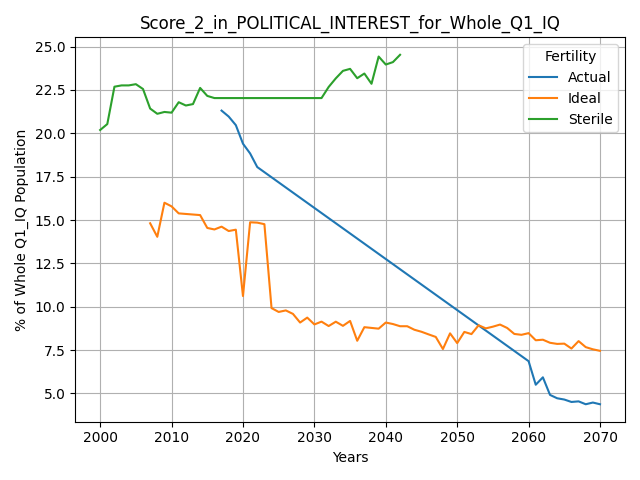 Score_2_in_POLITICAL_INTEREST_for_Whole_Q1_IQ
Fertility
Actual
Ideal
Sterile
% of Whole Q1_IQ Population
25.0
22.5
20.0
17.5
15.0
12.5
10.0
7.5
5.0
2000 2010 2020 2030 2040 2050 2060 2070
Years